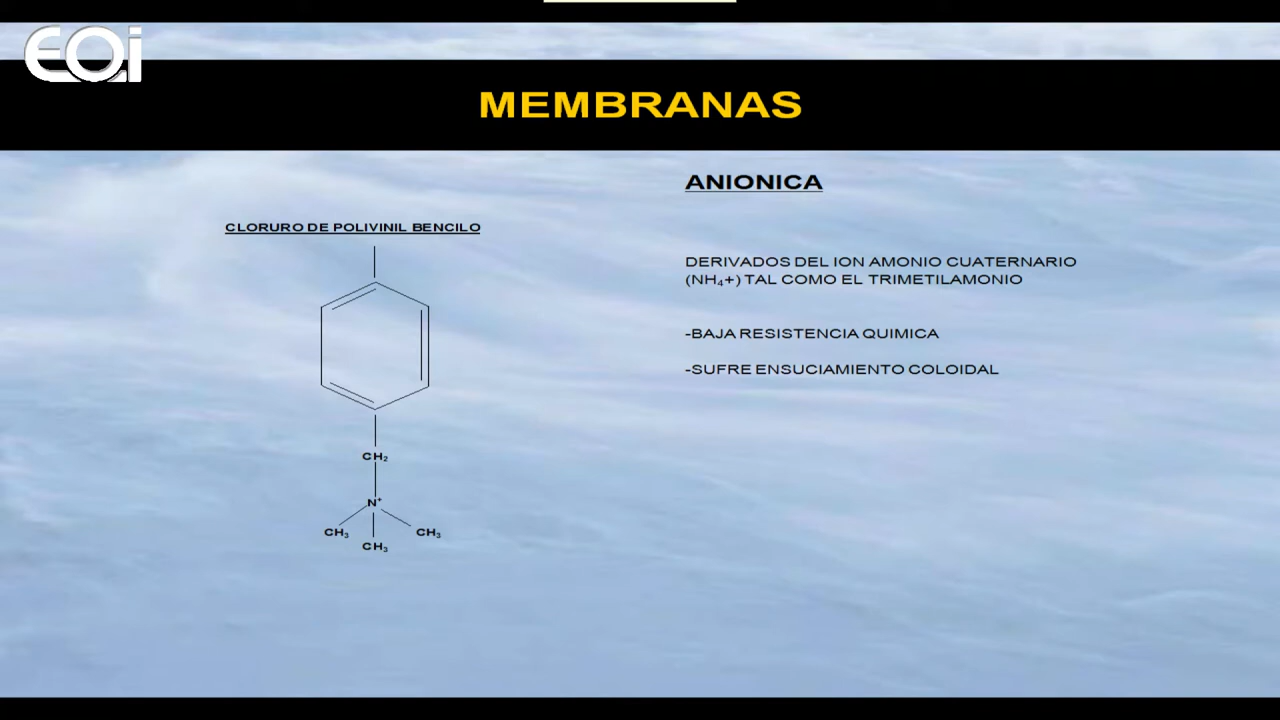 EOi
MEMBRANAS
ANIONICA
CLORURO DE POLIVINIL BENCILO
DERIVADOS DEL ION AMONIO CUATERNARIO
(NH₄+) TAL COMO EL TRIMETILAMONIO
-BAJA RESISTENCIA QUIMICA
-SUFRE ENSUCIAMIENTO COLOIDAL
CH₂
N⁺
CH₃ CH₃
CH₃